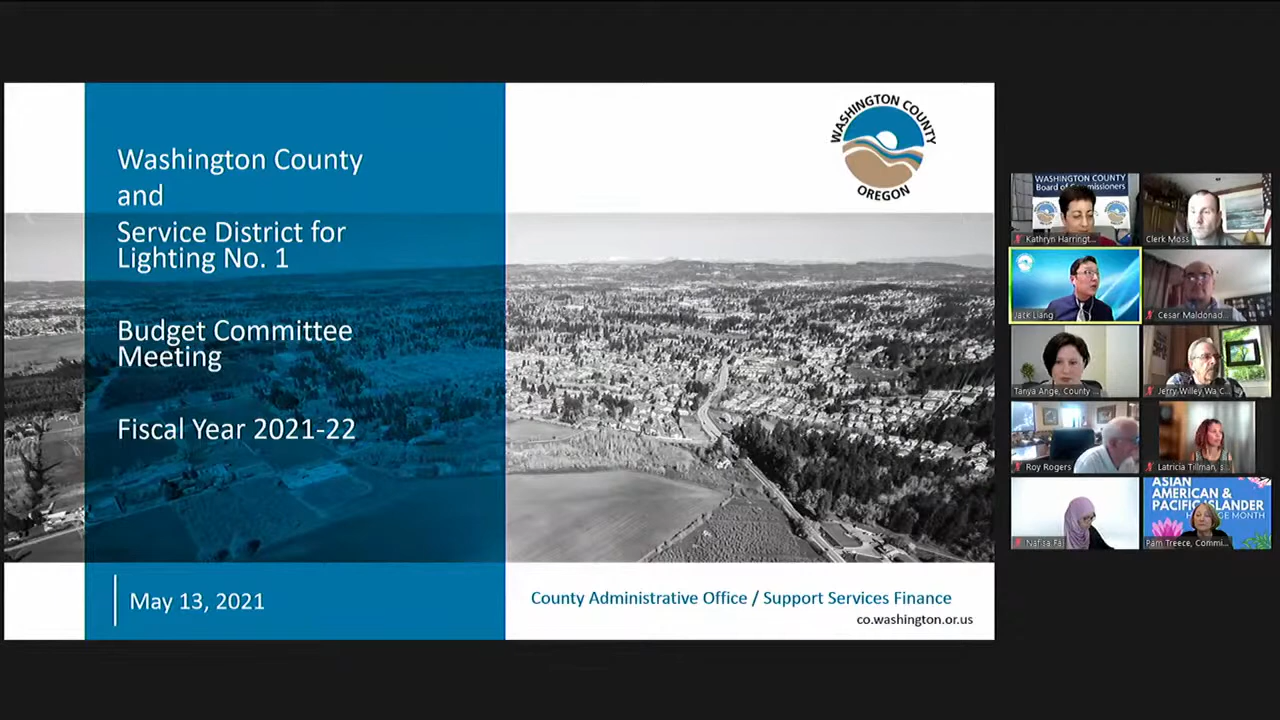 Washington County
and
Service District for
Lighting No. 1
Budget Committee
Meeting
Fiscal Year 2021-22
May 13, 2021
WASHINGTON COUNTY
OREGON
County Administrative Office / Support Services Finance
co.washington.or.us
WASHINGTON COUNTY
Board of Commissioners
Kathryn Harringt...
Clerk Moss
Jack Liang
Cesar Maldonad...
Tanya Ange, County
Jerry Willey Wa C...
Roy Rogers
Latricia Tillman, s...
Nafisa Fai
ASIAN
AMERICAN &
PACIFIC ISLANDER
HERITAGE MONTH
Pam Treece, Commi...